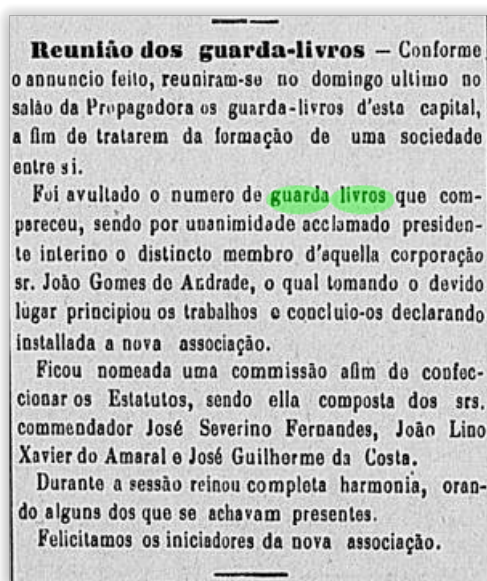 Reunião dos guarda-livros — Conforme
o annuncio feito, reuniram-se no domingo ultimo no
salão da Propagadora os guarda-livros d'esta capital,
a fim de tratarem da formação de uma sociedade
entre si.
Foi avultado o numero de guarda livros que com-
pareceu, sendo por unanimidade acclamado presiden-
te interino o distincto membro d'aquella corporação
sr. João Gomes de Andrade, o qual tomando o devido
lugar principiou os trabalhos e concluio-os declarando
installada a nova associação.
Ficou nomeada uma commissão afim de confec-
cionar os Estatutos, sendo ella composta dos srs.
commendador José Severino Fernandes, João Lino
Xavier do Amaral e José Guilherme da Costa.
Durante a sessão reinou completa harmonia, oran-
do alguns dos que se achavam presentes.
Felicitamos os iniciadores da nova associação.